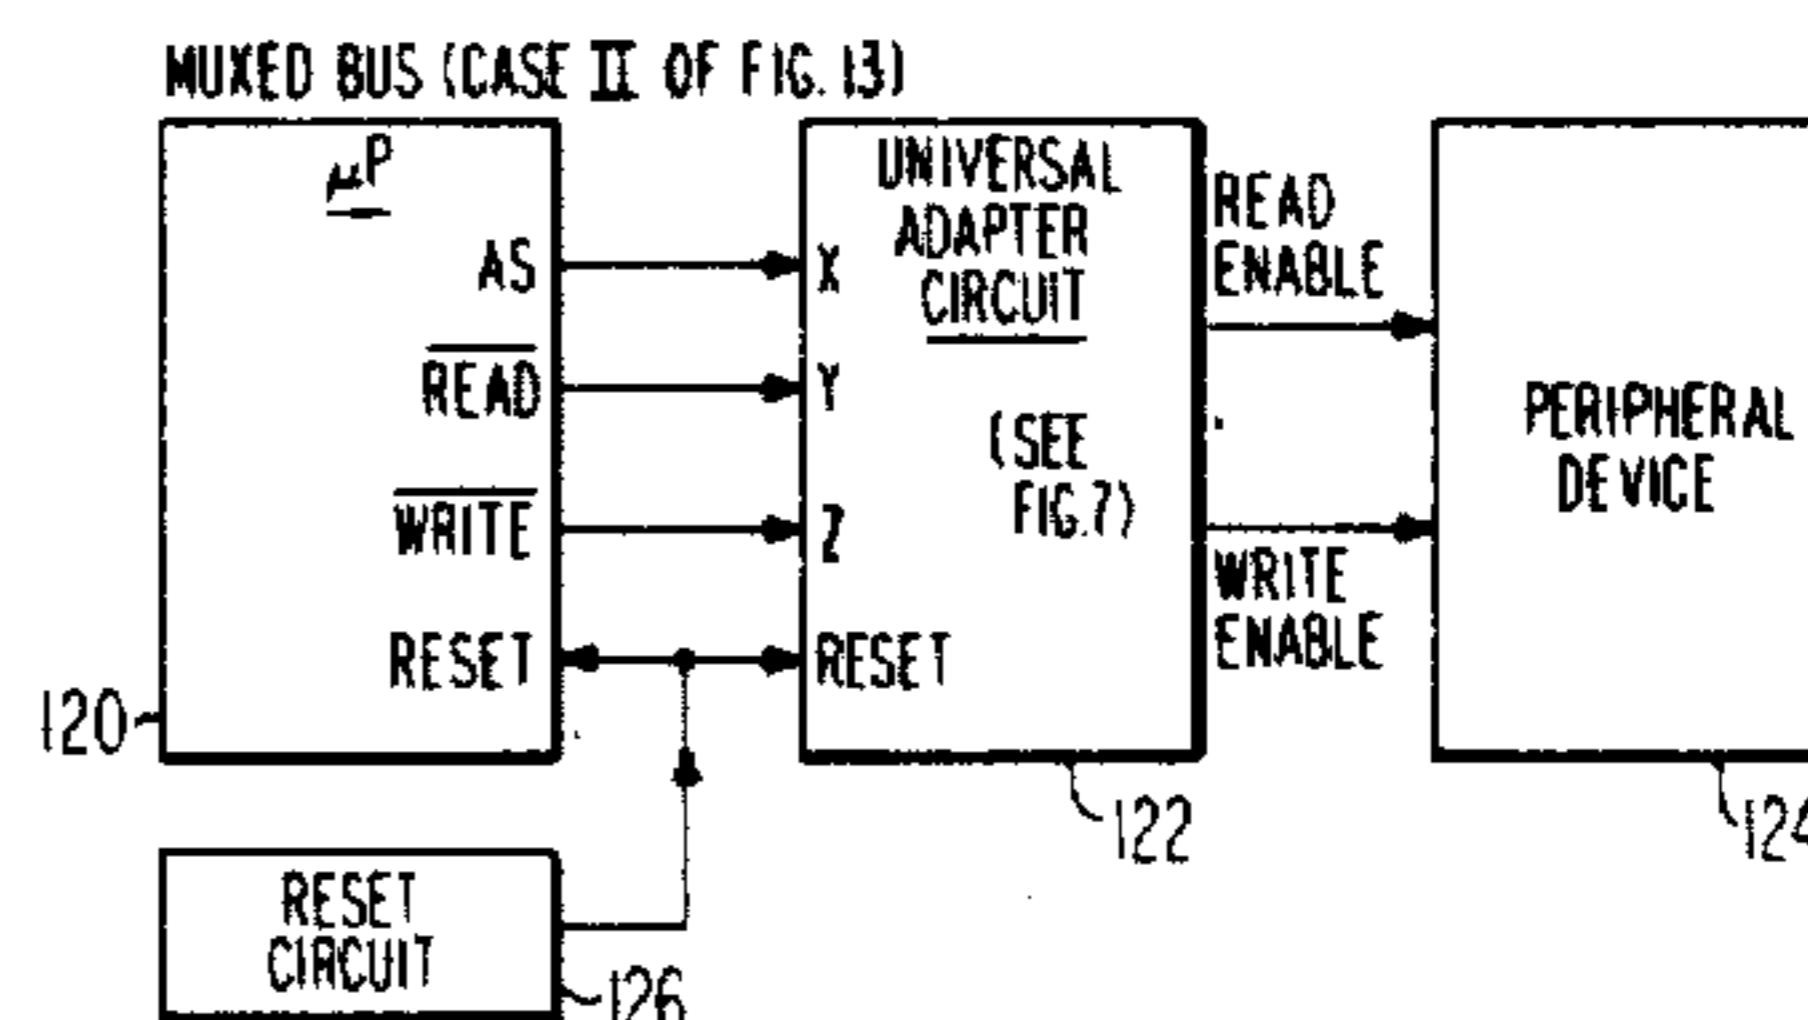 MUXED BUS (CASE II OF FIG. 13)
μP
AS
READ
WRITE
RESET
120
UNIVERSAL
ADAPTER
CIRCUIT
X
Y
(SEE
FIG.7)
Z
RESET
122
READ
ENABLE
WRITE
ENABLE
PERIPHERAL
DEVICE
124
RESET
CIRCUIT
126